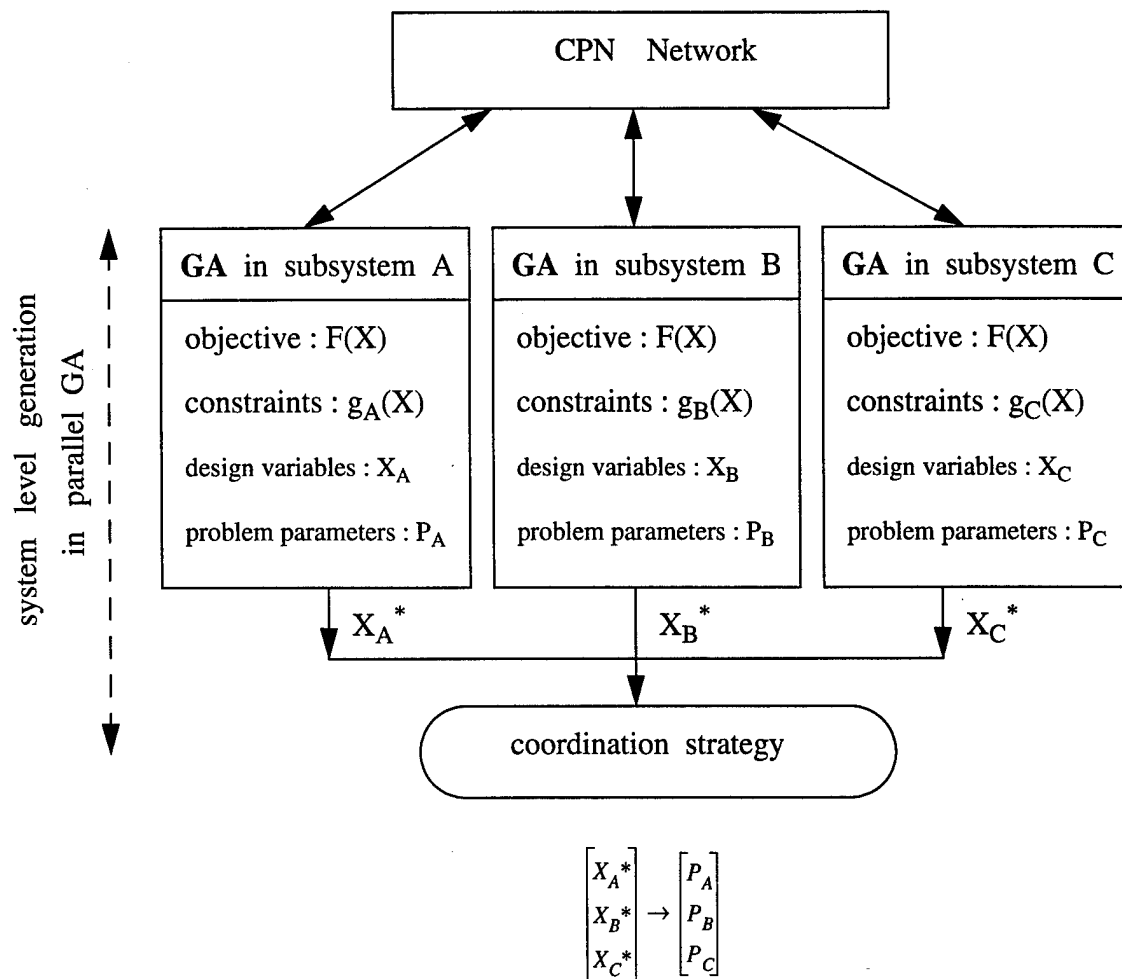 CPN Network
system level generation
in parallel GA
GA in subsystem A
objective : F(X)
constraints : g_A(X)
design variables : X_A
problem parameters : P_A
GA in subsystem B
objective : F(X)
constraints : g_B(X)
design variables : X_B
problem parameters : P_B
GA in subsystem C
objective : F(X)
constraints : g_C(X)
design variables : X_C
problem parameters : P_C
X_A*
X_B*
X_C*
coordination strategy
[X_A*] → [P_A]
[X_B*] → [P_B]
[X_C*] → [P_C]